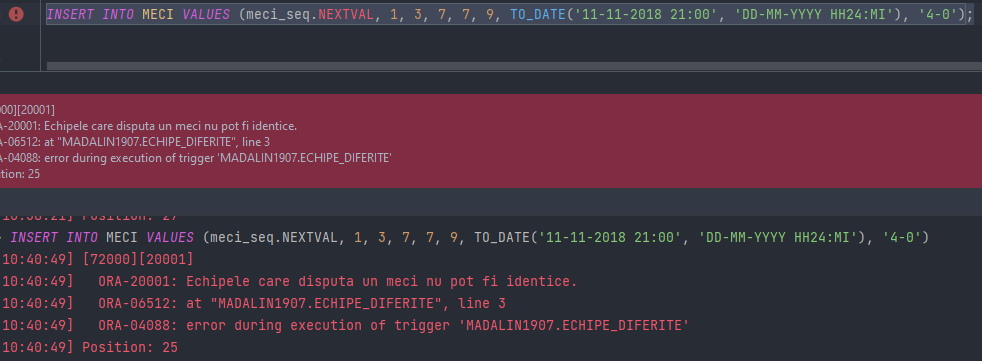 INSERT INTO MECI VALUES (meci_seq.NEXTVAL, 1, 3, 7, 7, 9, TO_DATE('11-11-2018 21:00', 'DD-MM-YYYY HH24:MI'), '4-0');
00][20001]
A-20001: Echipele care disputa un meci nu pot fi identice.
A-06512: at "MADALIN1907.ECHIPE_DIFERITE", line 3
A-04088: error during execution of trigger 'MADALIN1907.ECHIPE_DIFERITE'
tion: 25
10:38:21] Position: 27
INSERT INTO MECI VALUES (meci_seq.NEXTVAL, 1, 3, 7, 7, 9, TO_DATE('11-11-2018 21:00', 'DD-MM-YYYY HH24:MI'), '4-0')
10:40:49] [72000][20001]
10:40:49] ORA-20001: Echipele care disputa un meci nu pot fi identice.
10:40:49] ORA-06512: at "MADALIN1907.ECHIPE_DIFERITE", line 3
10:40:49] ORA-04088: error during execution of trigger 'MADALIN1907.ECHIPE_DIFERITE'
10:40:49] Position: 25